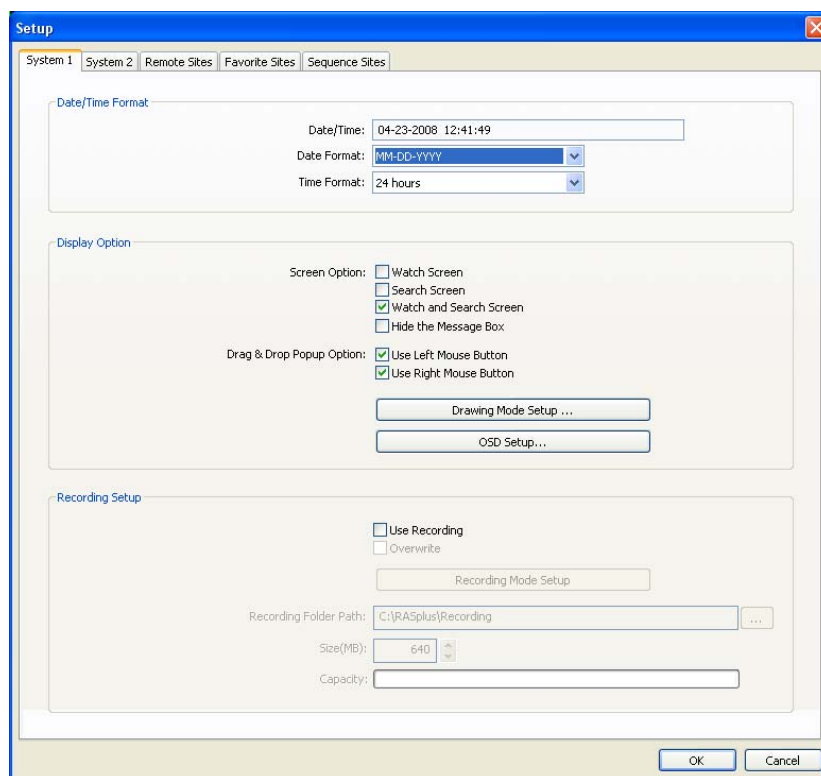 Setup
System 1 System 2 Remote Sites Favorite Sites Sequence Sites
Date/Time Format
Date/Time: 04-23-2008 12:41:49
Date Format: MM-DD-YYYY
Time Format: 24 hours
Display Option
Screen Option: Watch Screen
Search Screen
Watch and Search Screen
Hide the Message Box
Drag & Drop Popup Option: Use Left Mouse Button
Use Right Mouse Button
Drawing Mode Setup ...
OSD Setup...
Recording Setup
Use Recording
Overwrite
Recording Mode Setup
Recording Folder Path: C:\RASplus\Recording ...
Size(MB): 640
Capacity:
OK Cancel